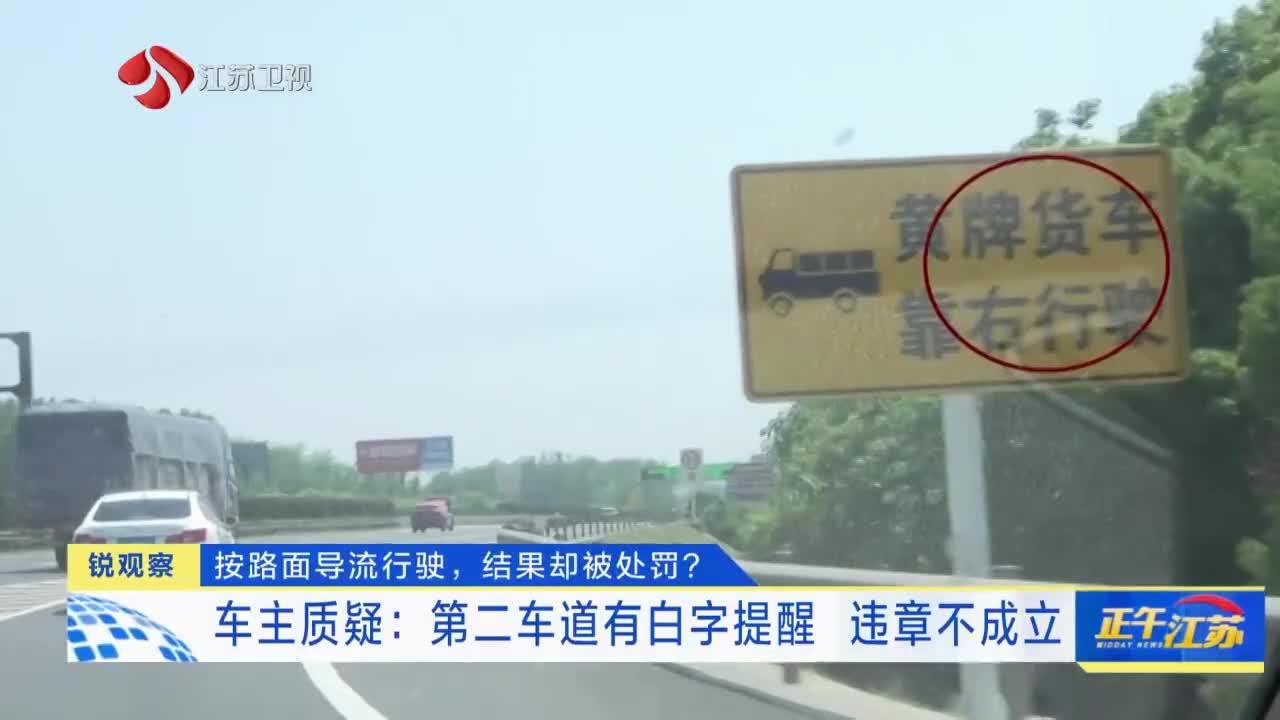 江苏卫视
黄牌货车
靠右行驶
锐观察
按路面导流行驶，结果却被处罚?
车主质疑：第二车道有白字提醒 违章不成立
正午江苏
MIDDAY NEWS